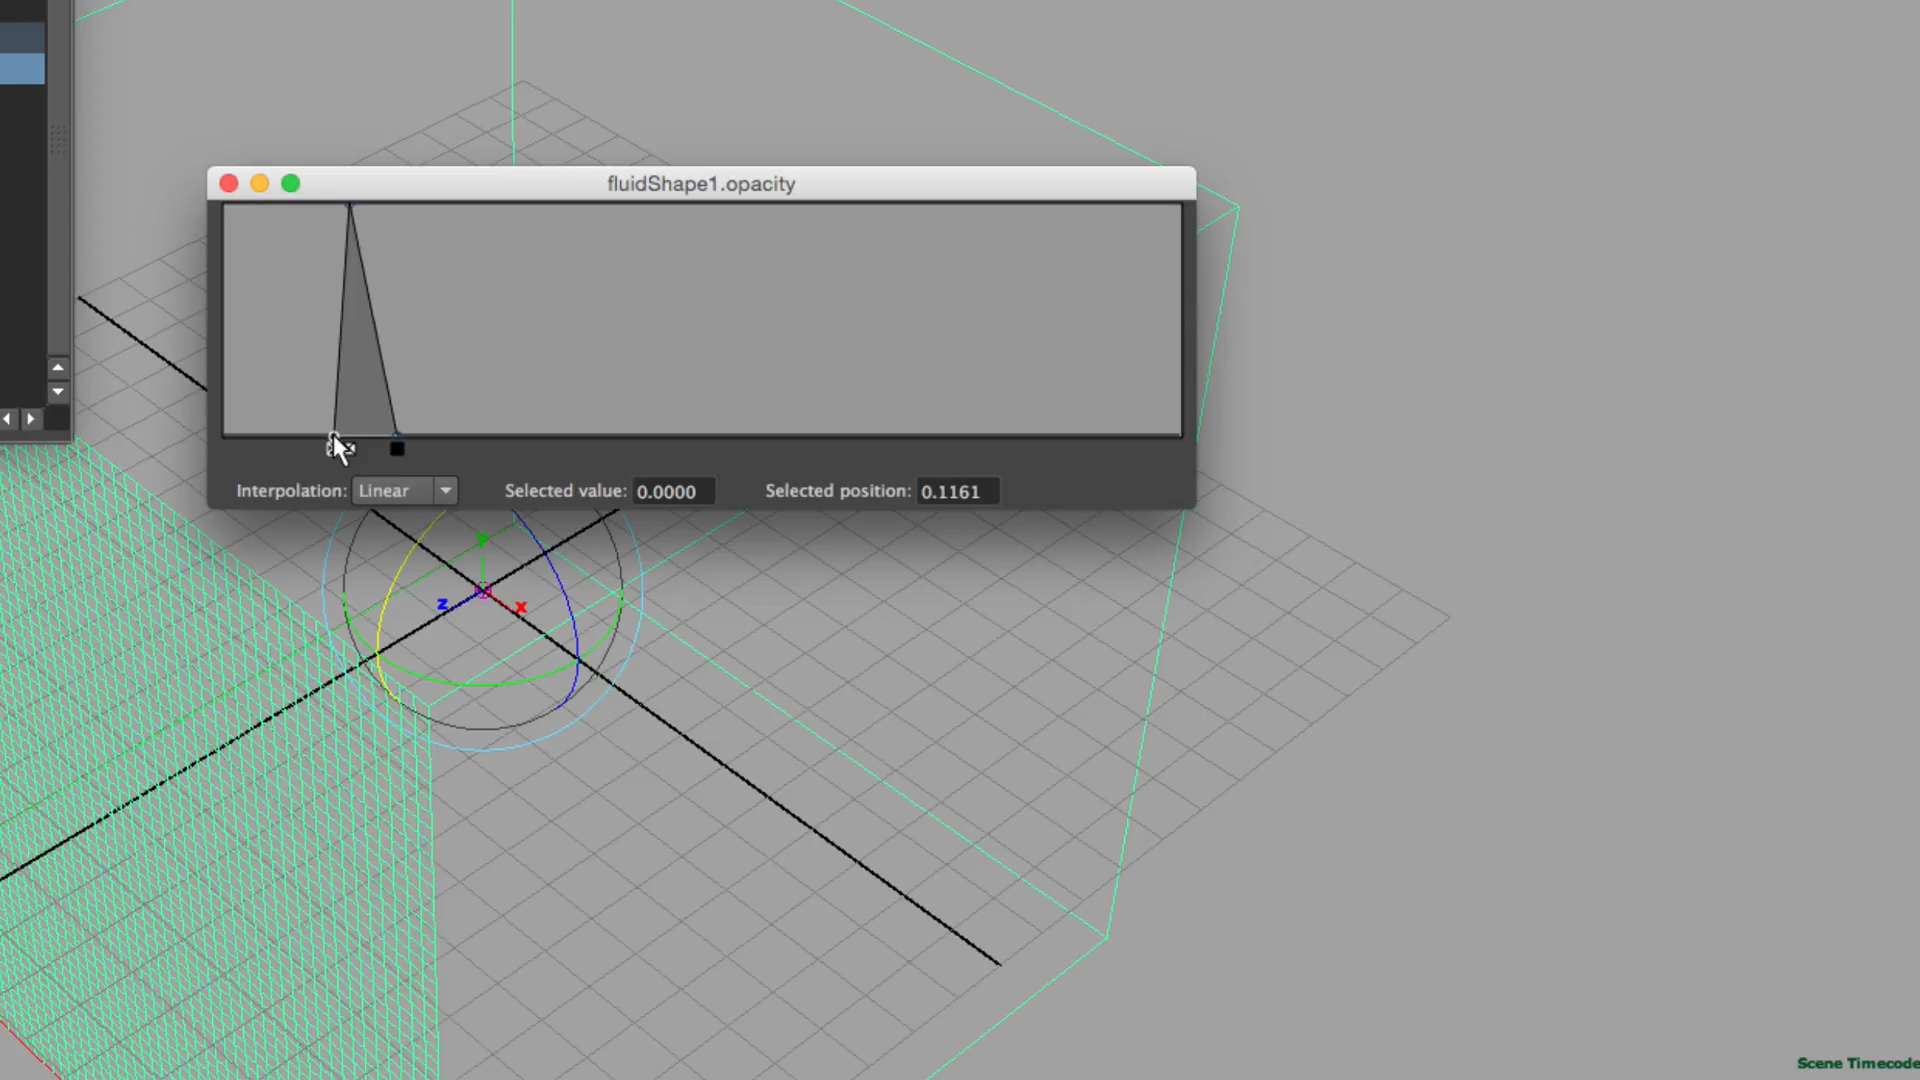 fluidShape1.opacity
Interpolation: Linear Selected value: 0.0000 Selected position: 0.1161
y
z x
Scene Timecode